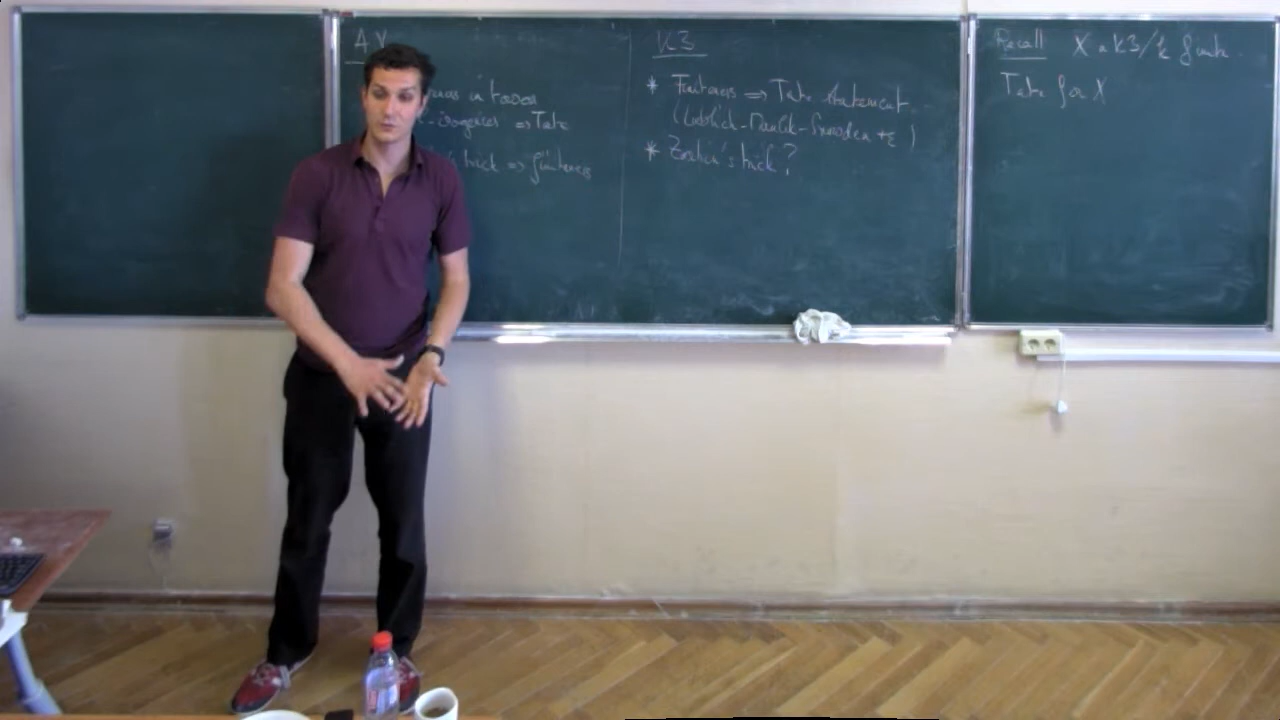 AV
in torsion
-isogenies ⇒ Tate
's trick ⇒ finiteness
K3
* Finiteness ⇒ Tate statement
(Lieblich-Maulik-Snowden + ε)
* Zarhin's trick?
Recall X a K3/k finite.
Tate for X